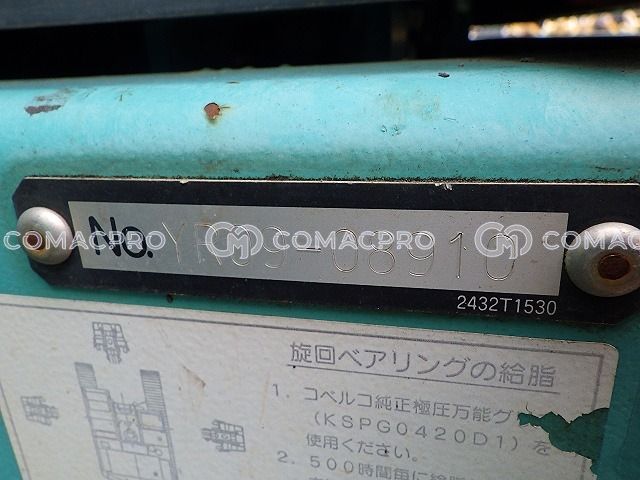 No. YR09-08910
COMACPRO COMACPRO COMACPRO
2432T1530
旋回ベアリングの給脂
1. コベルコ純正極圧万能グ
(KSPG0420D1)を
使用ください。
2. 500時間毎に給